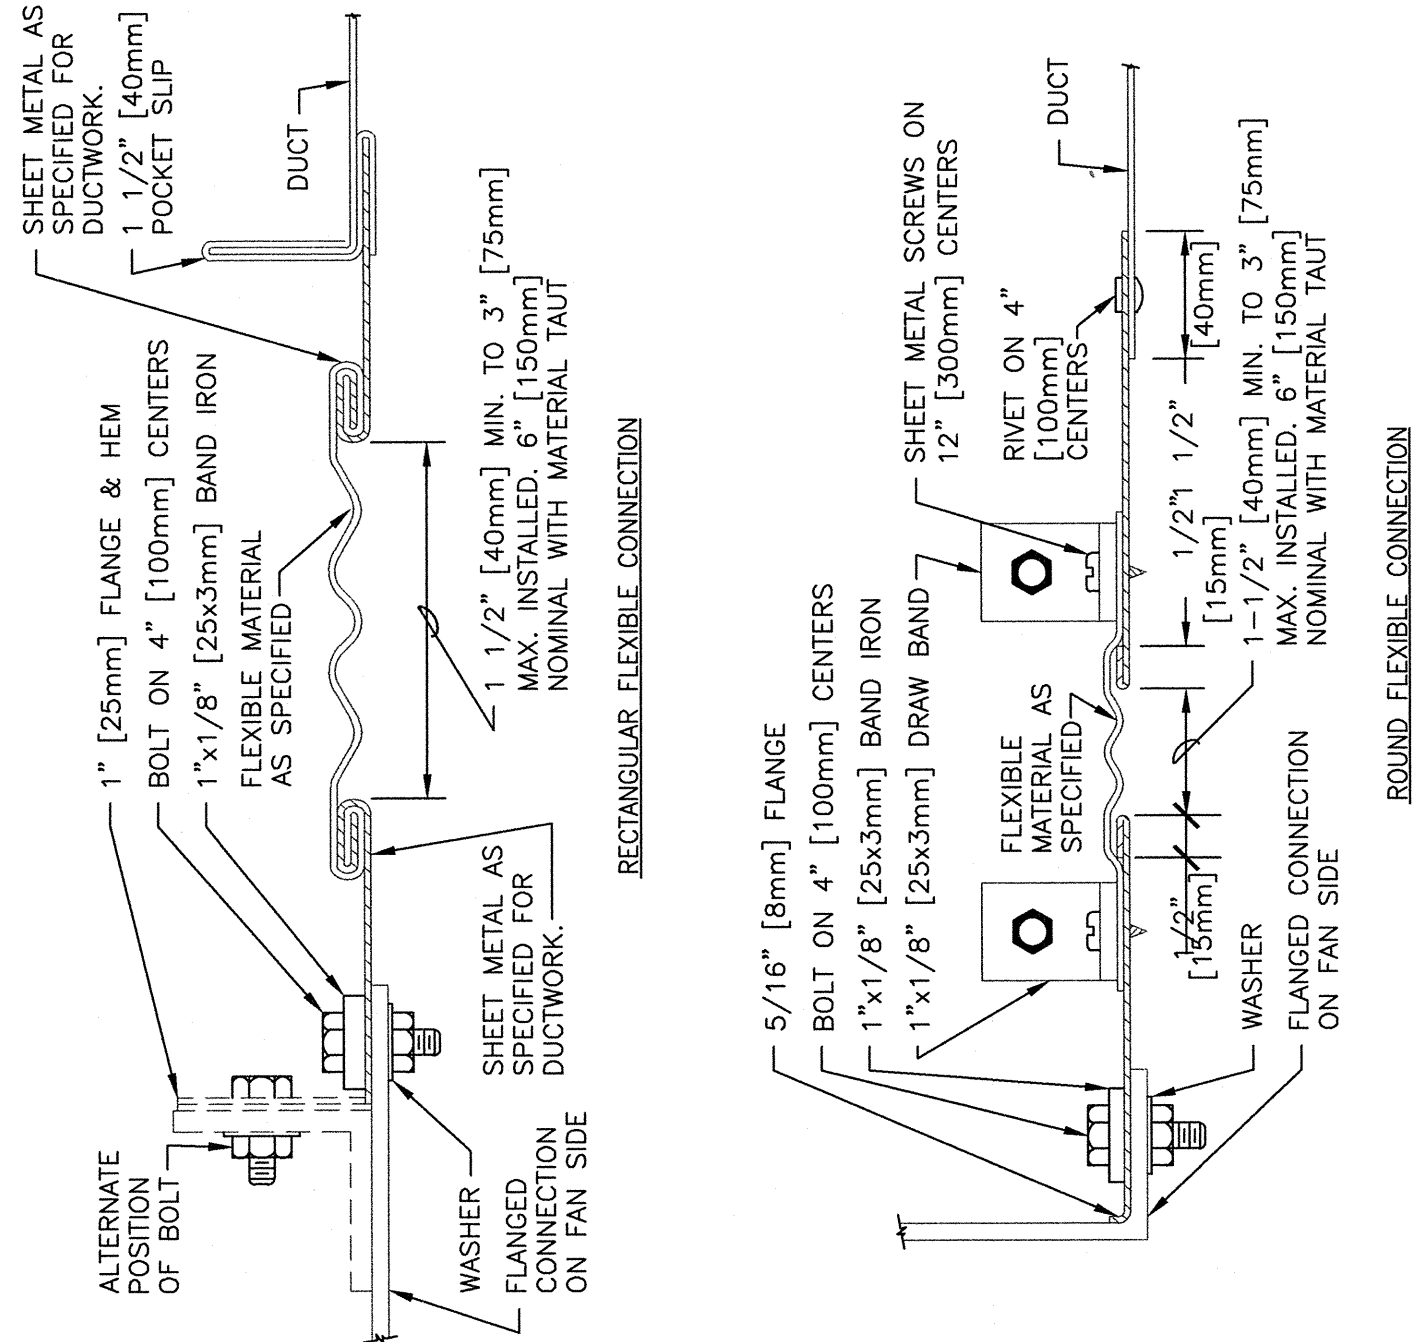 ALTERNATE
POSITION
OF BOLT
1" [25mm] FLANGE & HEM
BOLT ON 4" [100mm] CENTERS
1"x1/8" [25x3mm] BAND IRON
FLEXIBLE MATERIAL
AS SPECIFIED
SHEET METAL AS
SPECIFIED FOR
DUCTWORK.
1 1/2" [40mm]
POCKET SLIP
DUCT
WASHER
FLANGED
CONNECTION
ON FAN SIDE
SHEET METAL AS
SPECIFIED FOR
DUCTWORK.
1 1/2" [40mm] MIN. TO 3" [75mm]
MAX. INSTALLED. 6" [150mm]
NOMINAL WITH MATERIAL TAUT
RECTANGULAR FLEXIBLE CONNECTION
5/16" [8mm] FLANGE
BOLT ON 4" [100mm] CENTERS
1"x1/8" [25x3mm] BAND IRON
1"x1/8" [25x3mm] DRAW BAND
FLEXIBLE
MATERIAL AS
SPECIFIED
SHEET METAL SCREWS ON
12" [300mm] CENTERS
RIVET ON 4"
[100mm]
CENTERS
DUCT
1/2"
[15mm]
1/2"
[15mm]
1 1/2"
[40mm]
WASHER
FLANGED CONNECTION
ON FAN SIDE
1-1/2" [40mm] MIN. TO 3" [75mm]
MAX. INSTALLED. 6" [150mm]
NOMINAL WITH MATERIAL TAUT
ROUND FLEXIBLE CONNECTION